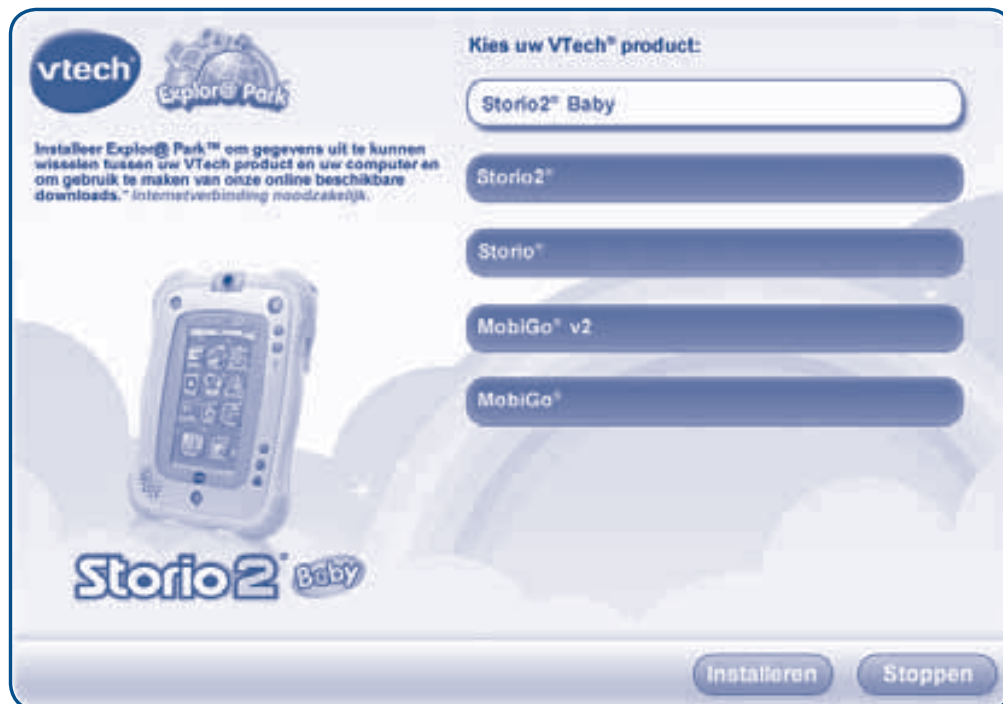 vtech
Explor@ Park
Installeer Explor@ Park™ om gegevens uit te kunnen
wisselen tussen uw VTech product en uw computer en
om gebruik te maken van onze online beschikbare
downloads.* Internetverbinding noodzakelijk.
Storio 2® Baby
Kies uw VTech® product:
Storio2® Baby
Storio2®
Storio®
MobiGo® v2
MobiGo®
Installeren
Stoppen